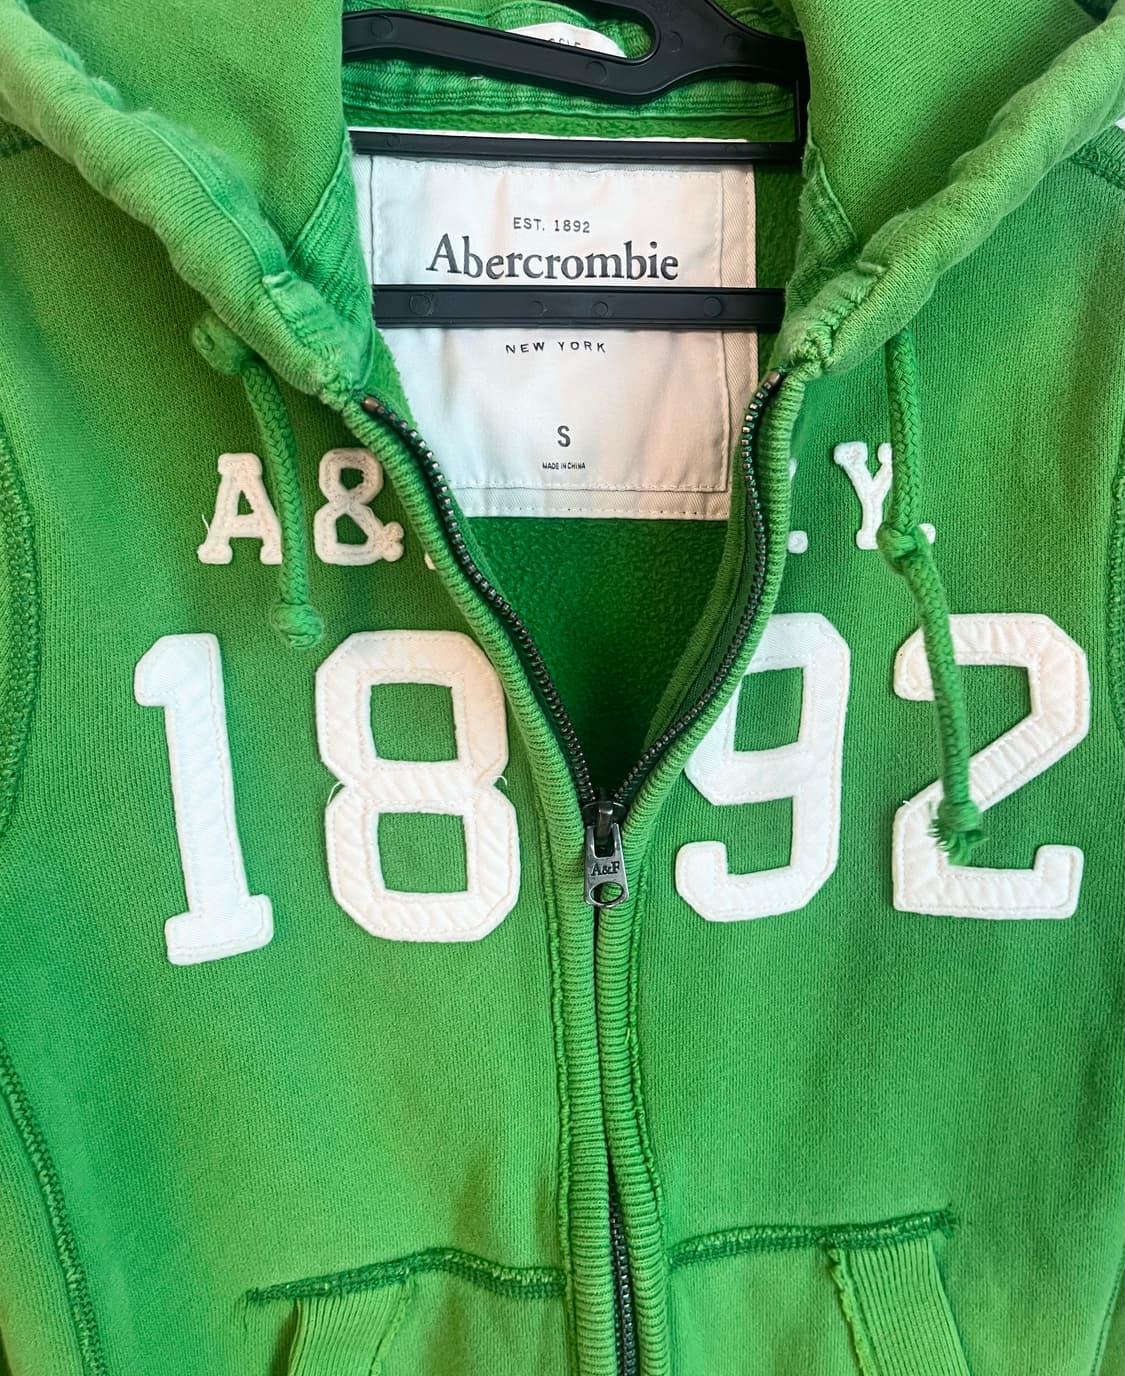 EST. 1892
Abercrombie
NEW YORK
S
MADE IN CHINA
A&
Y.
1892
A&F